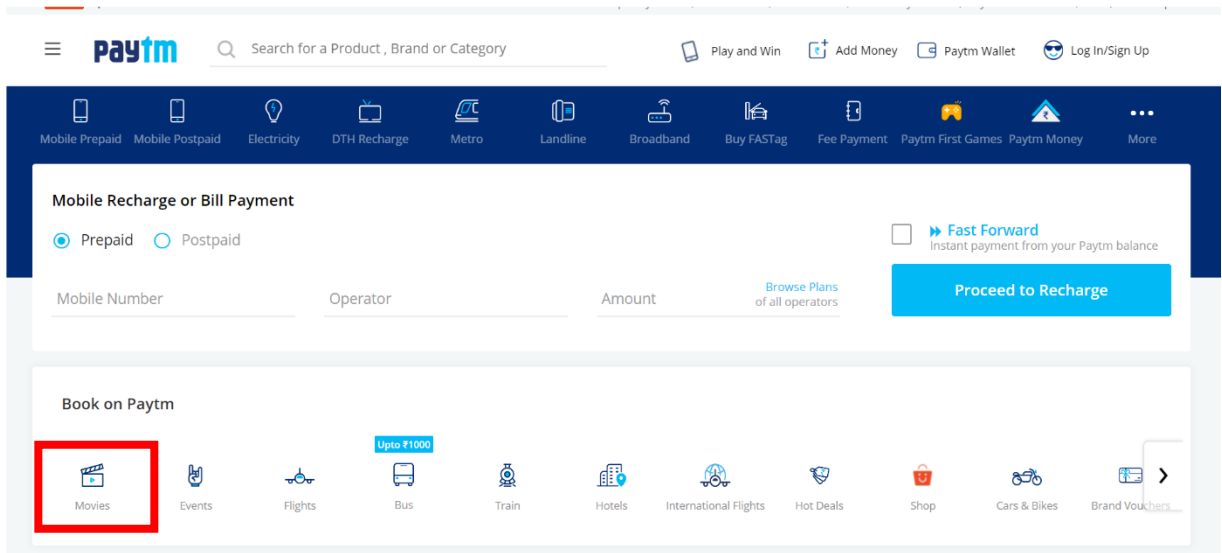 paytm
Search for a Product , Brand or Category
Play and Win
Add Money
Paytm Wallet
Log In/Sign Up
Mobile Prepaid
Mobile Postpaid
Electricity
DTH Recharge
Metro
Landline
Broadband
Buy FASTag
Fee Payment
Paytm First Games
Paytm Money
More
Mobile Recharge or Bill Payment
Prepaid
Postpaid
Fast Forward
Instant payment from your Paytm balance
Mobile Number
Operator
Amount
Browse Plans
of all operators
Proceed to Recharge
Book on Paytm
Upto ₹1000
Movies
Events
Flights
Bus
Train
Hotels
International Flights
Hot Deals
Shop
Cars & Bikes
Brand Vouchers